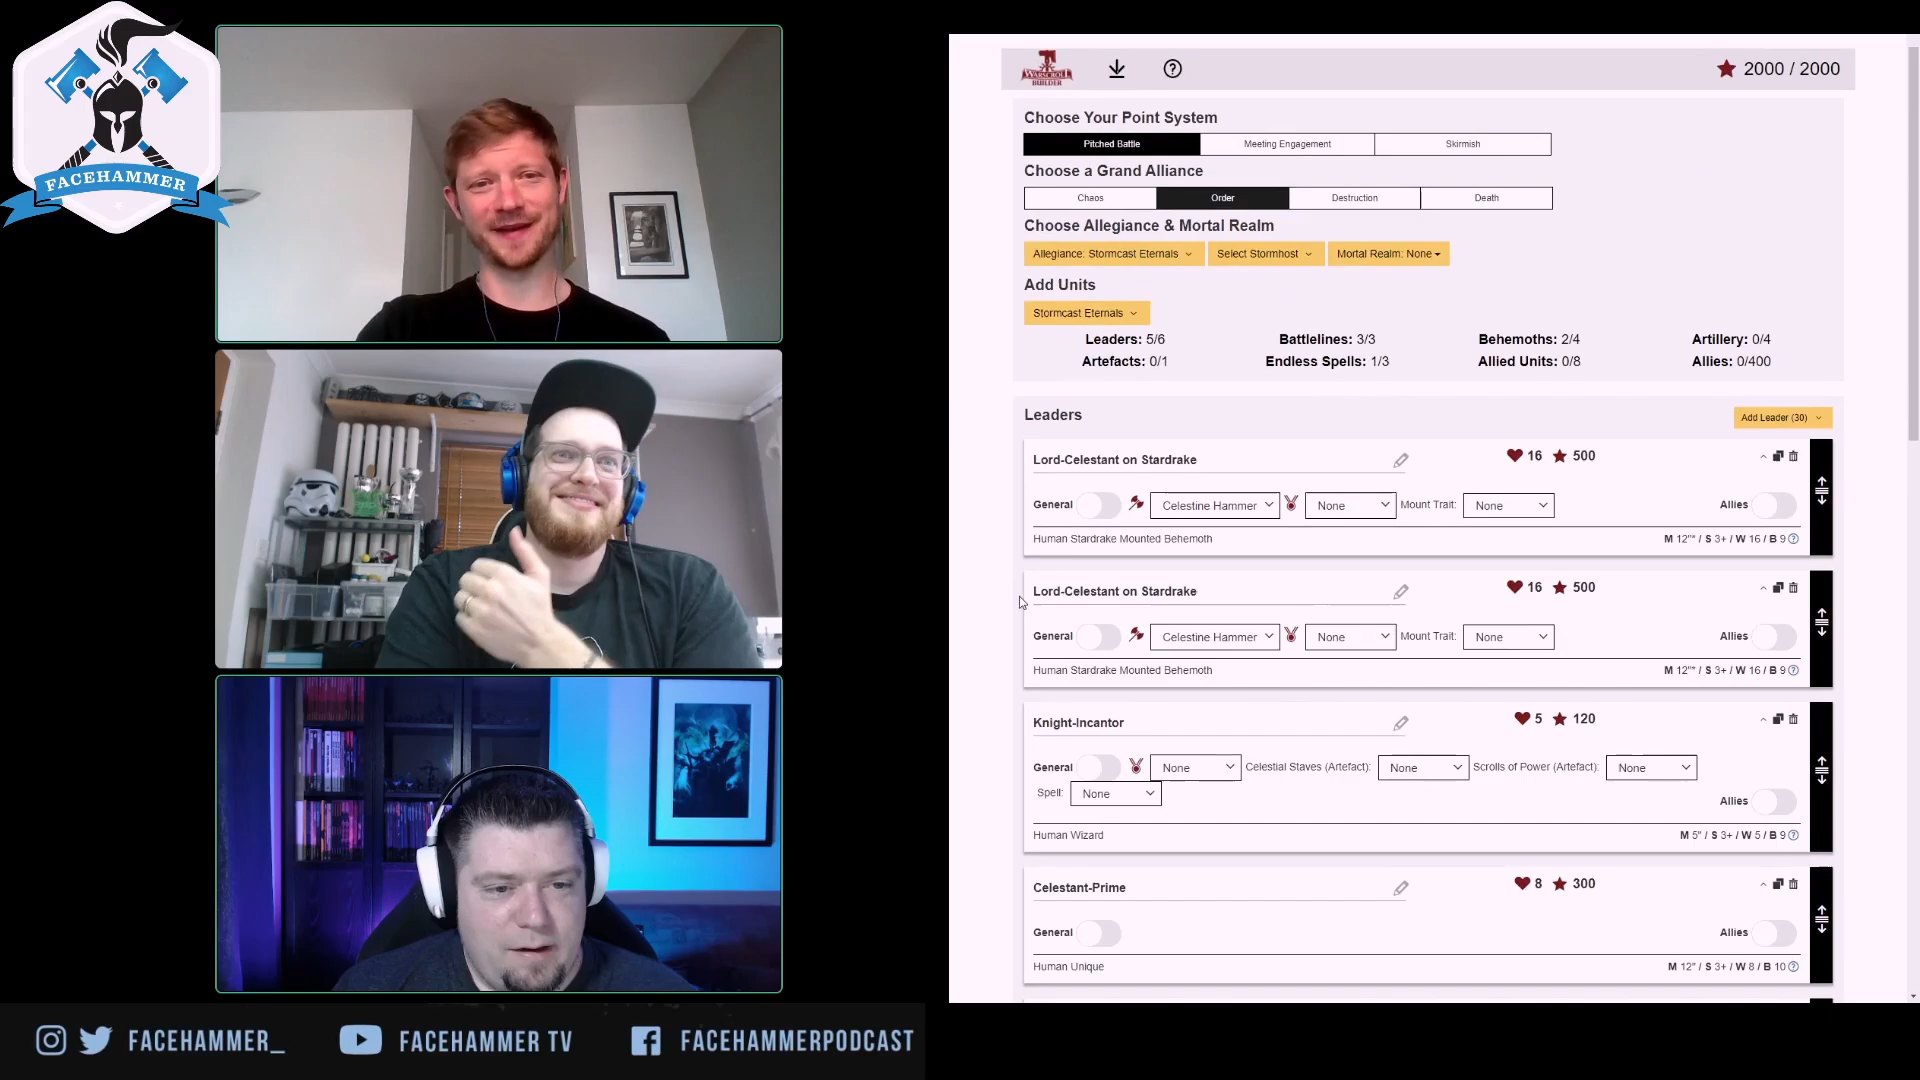 FACEHAMMER
WARSCROLL
BUILDER
2000 / 2000
Choose Your Point System
Pitched Battle Meeting Engagement Skirmish
Choose a Grand Alliance
Chaos Order Destruction Death
Choose Allegiance & Mortal Realm
Allegiance: Stormcast Eternals Select Stormhost Mortal Realm: None
Add Units
Stormcast Eternals
Leaders: 5/6 Battlelines: 3/3 Behemoths: 2/4 Artillery: 0/4
Artefacts: 0/1 Endless Spells: 1/3 Allied Units: 0/8 Allies: 0/400
Leaders Add Leader (30)
Lord-Celestant on Stardrake 16 500
General Celestine Hammer None Mount Trait: None Allies
Human Stardrake Mounted Behemoth M 12"* / S 3+ / W 16 / B 9
Lord-Celestant on Stardrake 16 500
General Celestine Hammer None Mount Trait: None Allies
Human Stardrake Mounted Behemoth M 12"* / S 3+ / W 16 / B 9
Knight-Incantor 5 120
General None Celestial Staves (Artefact): None Scrolls of Power (Artefact): None
Spell: None Allies
Human Wizard M 5" / S 3+ / W 5 / B 9
Celestant-Prime 8 300
General Allies
Human Unique M 12" / S 3+ / W 8 / B 10
FACEHAMMER_ FACEHAMMER TV FACEHAMMERPODCAST